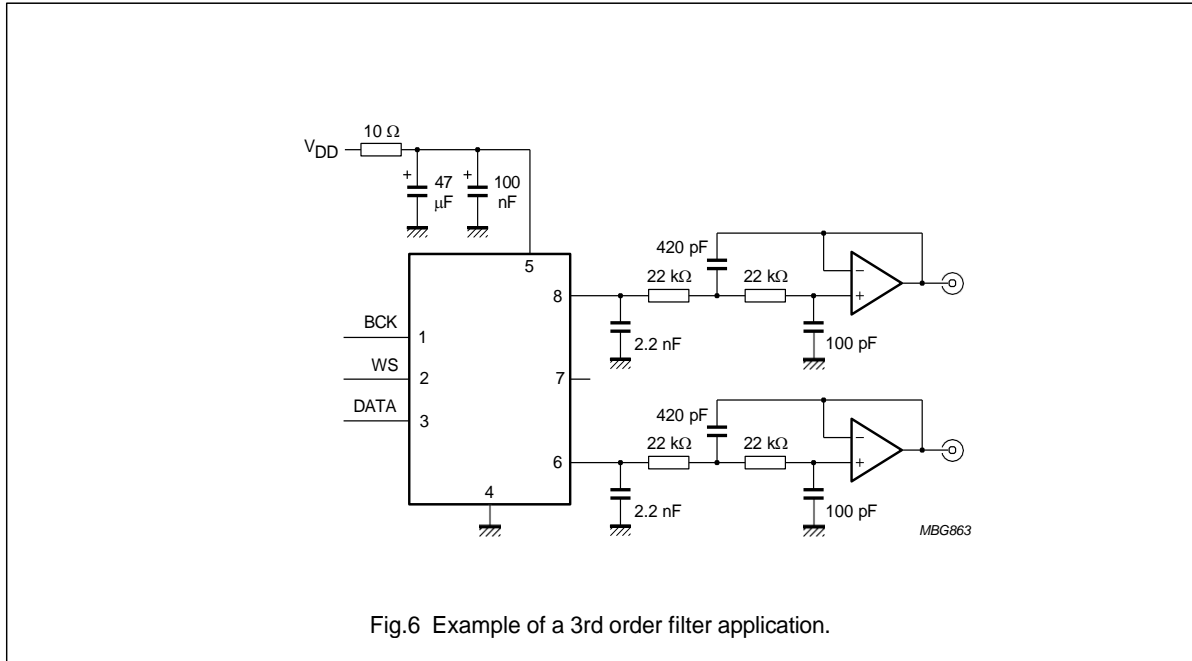 10 Ω
VDD
+
47
μF
+
100
nF
5
8
BCK
1
WS
2
DATA
3
7
6
4
420 pF
22 kΩ
22 kΩ
2.2 nF
100 pF
−
+
420 pF
22 kΩ
22 kΩ
2.2 nF
100 pF
−
+
MBG863
Fig.6 Example of a 3rd order filter application.